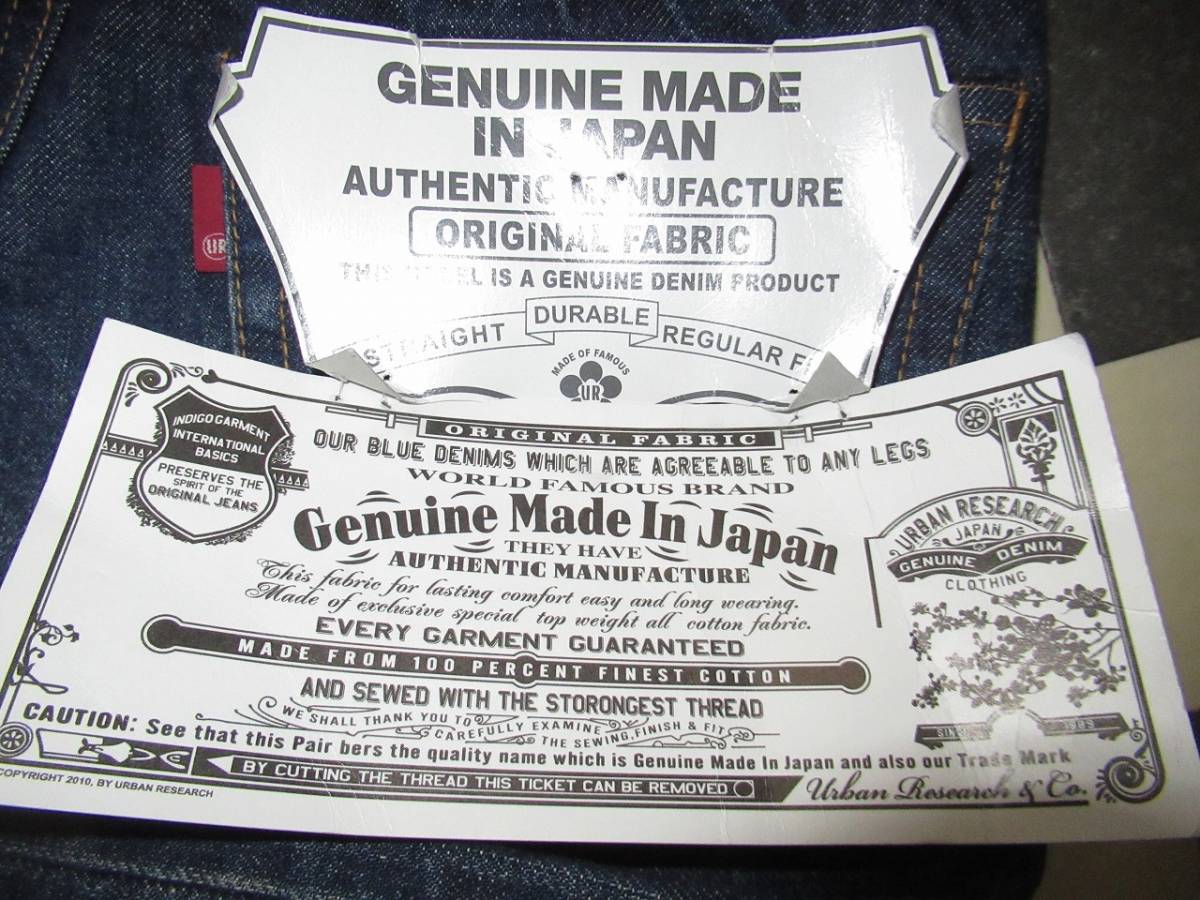 GENUINE MADE
IN JAPAN
AUTHENTIC MANUFACTURE
ORIGINAL FABRIC
IS A GENUINE DENIM PRODUCT
STRAIGHT DURABLE REGULAR
MADE OF FAMOUS
UR
UR
INDIGO GARMENT
INTERNATIONAL
BASICS
PRESERVES THE
SPIRIT OF THE
ORIGINAL JEANS
ORIGINAL FABRIC
OUR BLUE DENIMS WHICH ARE AGREEABLE TO ANY LEGS
WORLD FAMOUS BRAND
Genuine Made In Japan
THEY HAVE
AUTHENTIC MANUFACTURE
This fabric for lasting comfort easy and long wearing.
Made of exclusive special top weight all cotton fabric.
EVERY GARMENT GUARANTEED
MADE FROM 100 PERCENT FINEST COTTON
AND SEWED WITH THE STORONGEST THREAD
WE SHALL THANK YOU TO
CAREFULLY EXAMINE
THE SEWING, FINISH & FIT
URBAN RESEARCH
JAPAN
GENUINE DENIM
CLOTHING
CAUTION: See that this Pair bers the quality name which is Genuine Made In Japan and also our Trade Mark
BY CUTTING THE THREAD THIS TICKET CAN BE REMOVED
Urban Research & Co.
COPYRIGHT 2010, BY URBAN RESEARCH